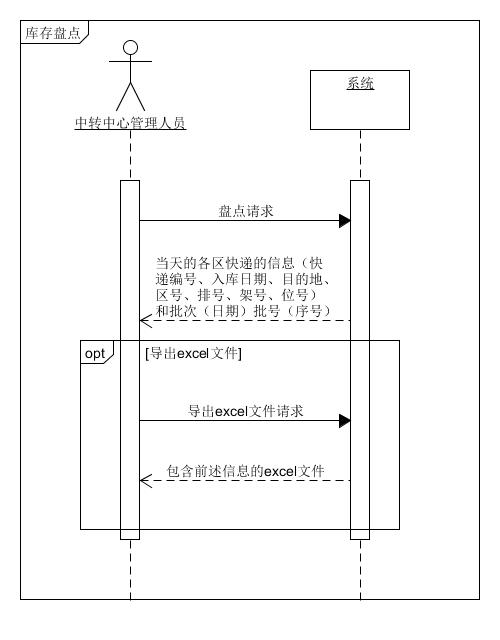 库存盘点
中转中心管理人员
系统
盘点请求
当天的各区快递的信息（快
递编号、入库日期、目的地、
区号、排号、架号、位号）
和批次（日期）批号（序号）
opt
[导出excel文件]
导出excel文件请求
包含前述信息的excel文件